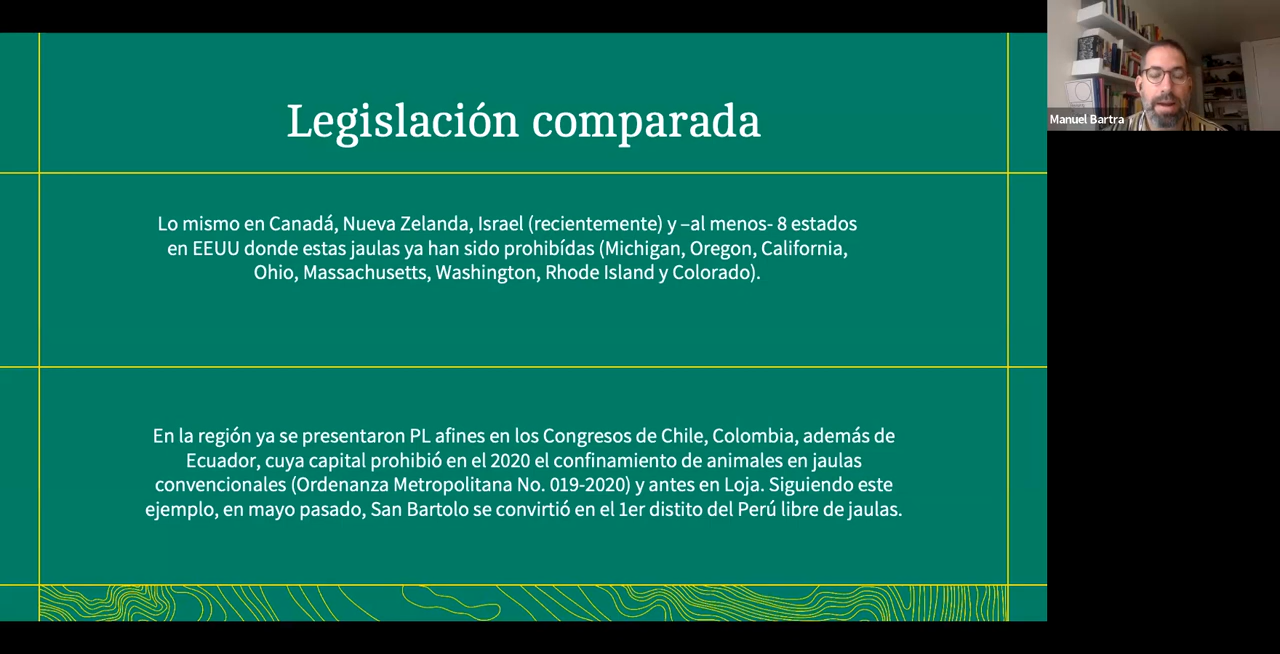 Legislación comparada
Lo mismo en Canadá, Nueva Zelanda, Israel (recientemente) y –al menos- 8 estados
en EEUU donde estas jaulas ya han sido prohibídas (Michigan, Oregon, California,
Ohio, Massachusetts, Washington, Rhode Island y Colorado).
En la región ya se presentaron PL afines en los Congresos de Chile, Colombia, además de
Ecuador, cuya capital prohibió en el 2020 el confinamiento de animales en jaulas
convencionales (Ordenanza Metropolitana No. 019-2020) y antes en Loja. Siguiendo este
ejemplo, en mayo pasado, San Bartolo se convirtió en el 1er distito del Perú libre de jaulas.
Manuel Bartra